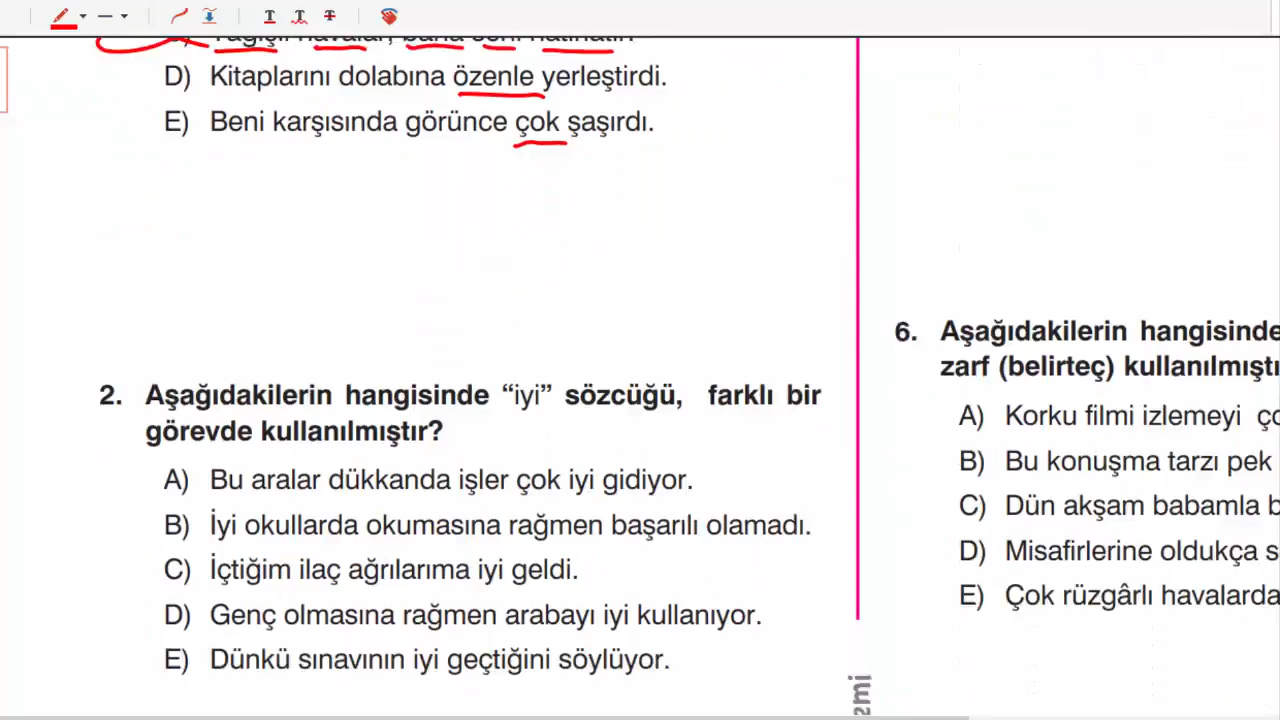 D) Kitaplarını dolabına özenle yerleştirdi.
E) Beni karşısında görünce çok şaşırdı.
2. Aşağıdakilerin hangisinde “iyi” sözcüğü, farklı bir
görevde kullanılmıştır?
A) Bu aralar dükkanda işler çok iyi gidiyor.
B) İyi okullarda okumasına rağmen başarılı olamadı.
C) İçtiğim ilaç ağrılarıma iyi geldi.
D) Genç olmasına rağmen arabayı iyi kullanıyor.
E) Dünkü sınavının iyi geçtiğini söylüyor.
6. Aşağıdakilerin hangisinde
zarf (belirteç) kullanılmıştı
A) Korku filmi izlemeyi
B) Bu konuşma tarzı pek
C) Dün akşam babamla
D) Misafirlerine oldukça
E) Çok rüzgârlı havalarda